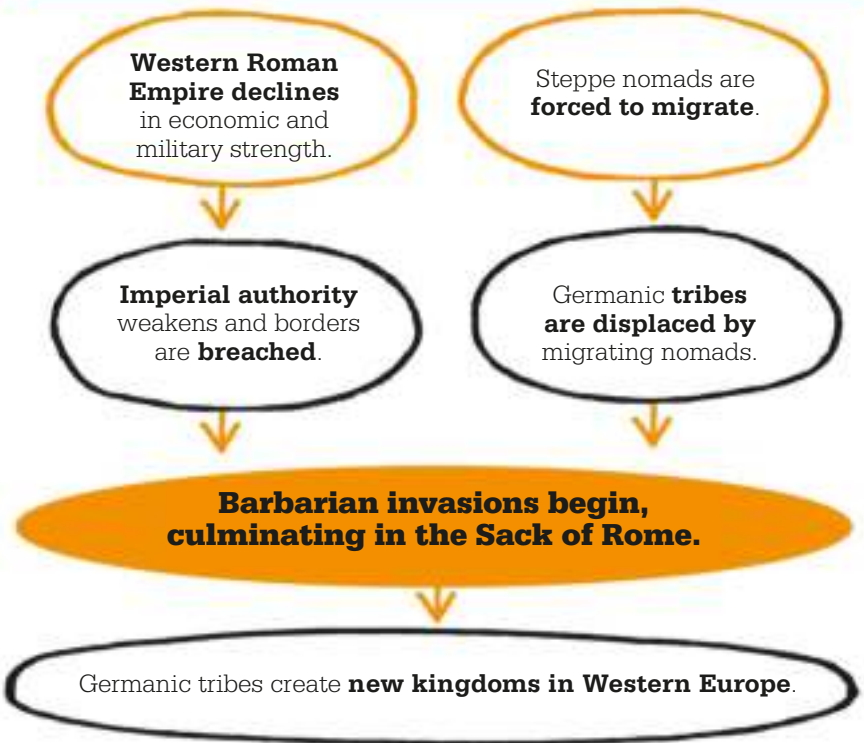 Western Roman
Empire declines
in economic and
military strength.
Steppe nomads are
forced to migrate.
Imperial authority
weakens and borders
are breached.
Germanic tribes
are displaced by
migrating nomads.
Barbarian invasions begin,
culminating in the Sack of Rome.
Germanic tribes create new kingdoms in Western Europe.